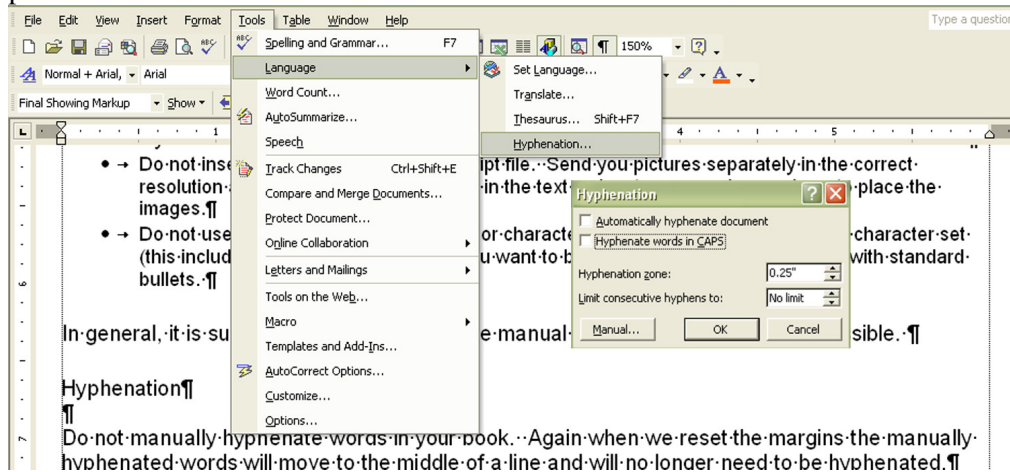 File Edit View Insert Format Tools Table Window Help Type a question
150%
Normal + Arial, Arial
Final Showing Markup Show
Spelling and Grammar... F7
Language
Word Count...
AutoSummarize...
Speech
Track Changes Ctrl+Shift+E
Compare and Merge Documents...
Protect Document...
Online Collaboration
Letters and Mailings
Tools on the Web...
Macro
Templates and Add-Ins...
AutoCorrect Options...
Customize...
Options...
Set Language...
Translate...
Thesaurus... Shift+F7
Hyphenation...
1 4 5
Hyphenation
Automatically hyphenate document
Hyphenate words in CAPS
Hyphenation zone: 0.25"
Limit consecutive hyphens to: No limit
Manual... OK Cancel
• → Do·not·inse ipt·file.··Send·you·pictures·separately·in·the·correct·
resolution· in·the·text· place·the·
images.¶
• → Do·not·use or·characte character·set·
(this·includ u·want·to·b with·standard·
bullets.·¶
In·general,·it·is·su e·manual· sible.·¶
Hyphenation¶
¶
Do·not·manually·hyphenate·words·in·your·book.··Again·when·we·reset·the·margins·the·manually·
hyphenated·words·will·move·to·the·middle·of·a·line·and·will·no·longer·need·to·be·hyphenated.¶